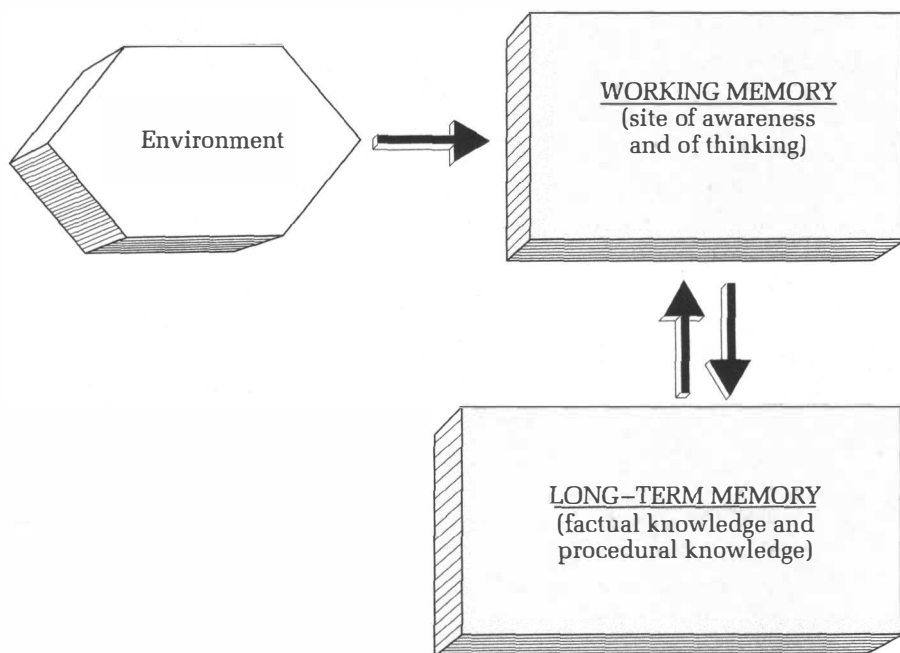 Environment
WORKING MEMORY
(site of awareness
and of thinking)
LONG–TERM MEMORY
(factual knowledge and
procedural knowledge)